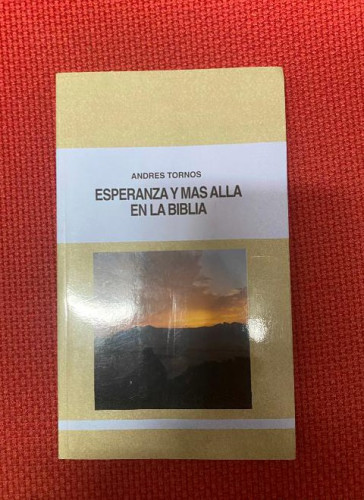 ANDRES TORNOS
ESPERANZA Y MAS ALLA
EN LA BIBLIA